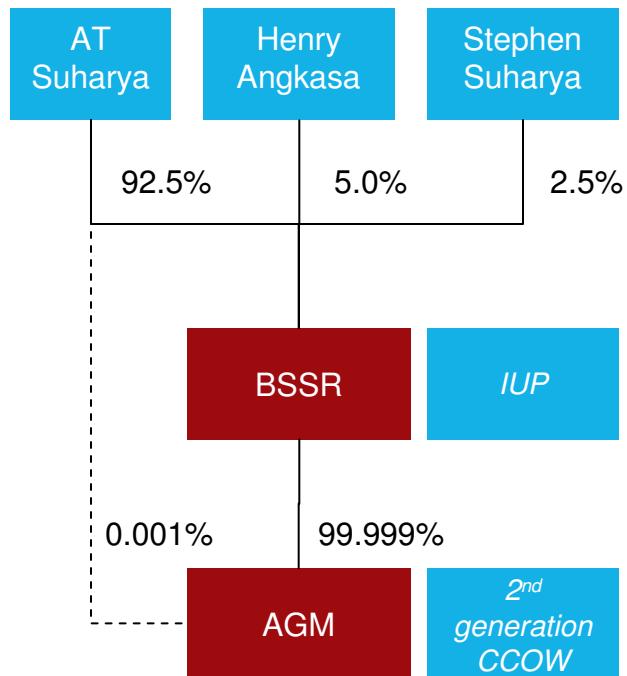 AT
Suharya
Henry
Angkasa
Stephen
Suharya
92.5%
5.0%
2.5%
BSSR
IUP
0.001%
99.999%
AGM
2nd
generation
CCOW